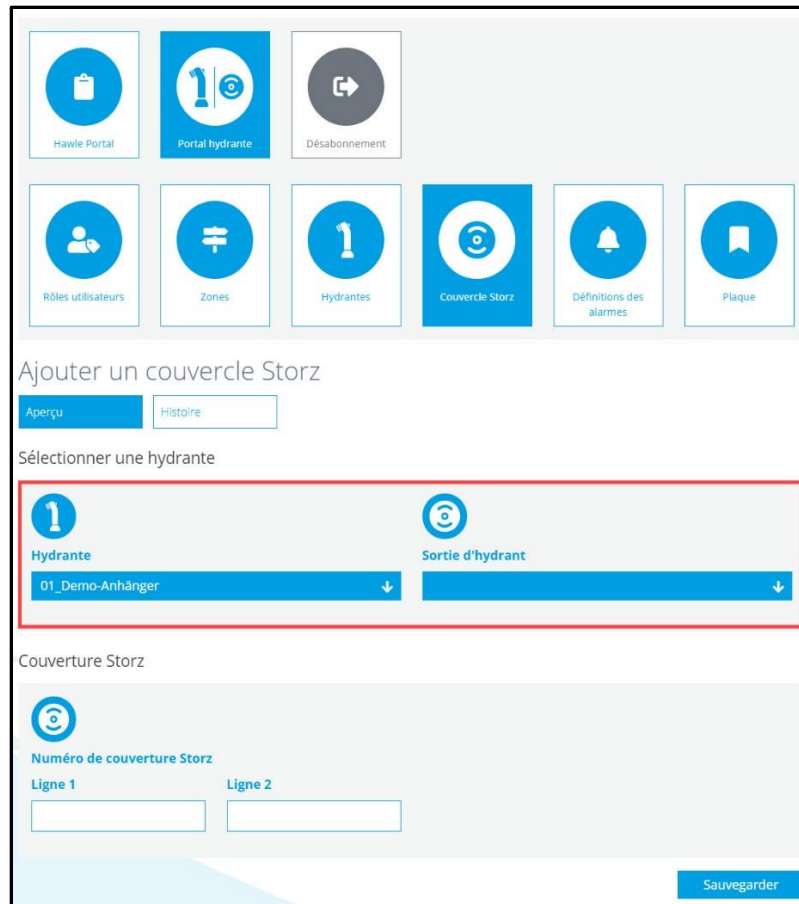 Hawle Portal
Portal hydrante
Désabonnement
Rôles utilisateurs
Zones
Hydrantes
Couvercle Storz
Définitions des
alarmes
Plaque
Ajouter un couvercle Storz
Aperçu
Histoire
Sélectionner une hydrante
Hydrante
Sortie d'hydrant
01_Demo-Anhänger
Couverture Storz
Numéro de couverture Storz
Ligne 1
Ligne 2
Sauvegarder